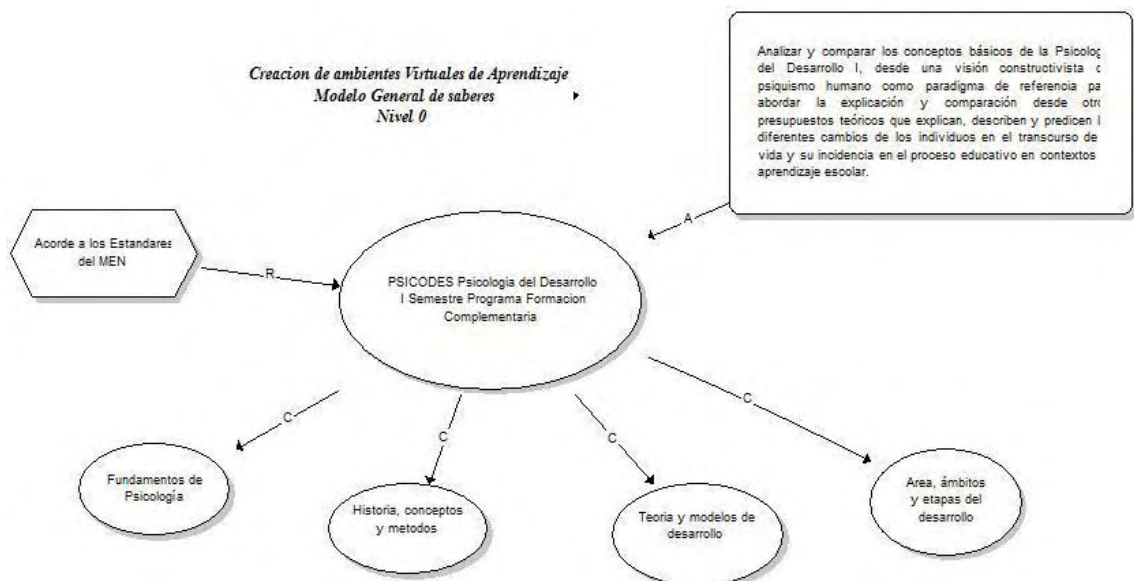 Creacion de ambientes Virtuales de Aprendizaje
Modelo General de saberes
Nivel 0
Analizar y comparar los conceptos básicos de la
del Desarrollo I, desde una visión constructivista
psiquismo humano como paradigma de referencia
abordar la explicación y comparación desde
presupuestos teóricos que explican, describen y predicen
diferentes cambios de los individuos en el transcurso de
vida y su incidencia en el proceso educativo en contextos
aprendizaje escolar.
A
Acorde a los Estandares
del MEN
R
PSICODES Psicologia del Desarrollo
I Semestre Programa Formacion
Complementaria
C
C
C
C
Fundamentos de
Psicología
Historia, conceptos
y metodos
Teoria y modelos de
desarrollo
Area, ámbitos
y etapas del
desarrollo